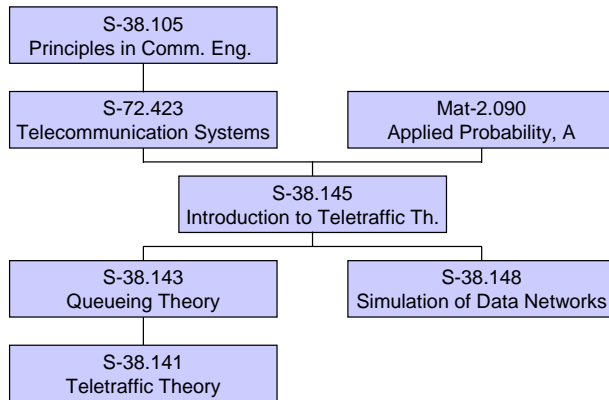 S-38.105
Principles in Comm. Eng.
S-72.423
Telecommunication Systems
Mat-2.090
Applied Probability, A
S-38.145
Introduction to Teletraffic Th.
S-38.143
Queueing Theory
S-38.148
Simulation of Data Networks
S-38.141
Teletraffic Theory